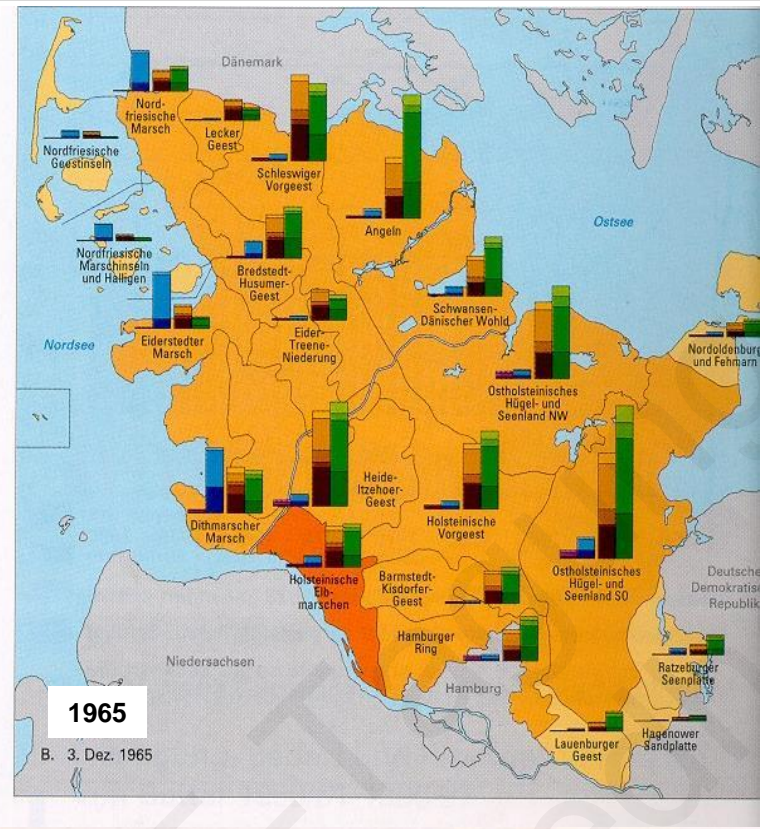 Dänemark
Nord-
friesische
Marsch
Lecker
Geest
Nordfriesische
Geestinseln
Schleswiger
Vorgeest
Angeln
Ostsee
Nordfriesische
Marschinseln
und Halligen
Bredstedt-
Husumer-
Geest
Schwansen-
Dänischer Wohld
Eiderstedter
Marsch
Nordsee
Eider-
Treene-
Niederung
Nordoldenburg
und Fehmarn
Ostholsteinisches
Hügel- und
Seenland NW
Heide-
Itzehoer-
Geest
Dithmarscher
Marsch
Holsteinische
Vorgeest
Holsteinische
Elb-
marschen
Barmstedt-
Kisdorfer-
Geest
Ostholsteinisches
Hügel- und
Seenland SO
Deutsche
Demokratis
Republik
Hamburger
Ring
Niedersachsen
Ratzeburger
Seenplatte
Hamburg
1965
Lauenburger
Geest
Hagenower
Sandplatte
B. 3. Dez. 1965